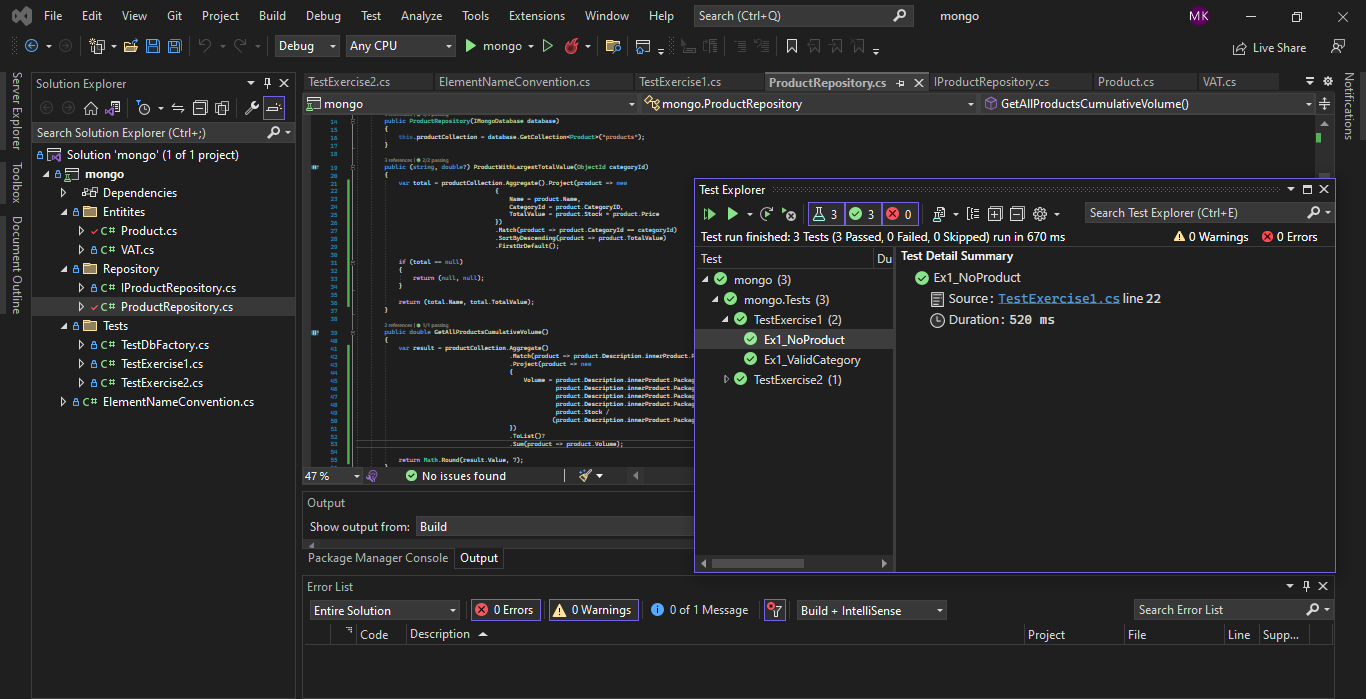 File Edit View Git Project Build Debug Test Analyze Tools Extensions Window Help Search (Ctrl+Q) mongo MK
Debug Any CPU mongo Live Share
Server Explorer
Toolbox
Document Outline
Notifications
Solution Explorer
Search Solution Explorer (Ctrl+;)
Solution 'mongo' (1 of 1 project)
mongo
Dependencies
Entitites
C# Product.cs
C# VAT.cs
Repository
C# IProductRepository.cs
C# ProductRepository.cs
Tests
C# TestDbFactory.cs
C# TestExercise1.cs
C# TestExercise2.cs
C# ElementNameConvention.cs
TestExercise2.cs ElementNameConvention.cs TestExercise1.cs ProductRepository.cs IProductRepository.cs Product.cs VAT.cs
mongo mongo.ProductRepository GetAllProductsCumulativeVolume()
14 public ProductRepository(IMongoDatabase database)
15 {
16 this.productCollection = database.GetCollection<Product>("products");
17 }
18
3 references | 2/2 passing
19 public (string, double?) ProductWithLargestTotalValue(ObjectId categoryId)
20 {
21 var total = productCollection.Aggregate().Project(product => new
22 {
23 Name = product.Name,
24 CategoryId = product.CategoryID,
25 TotalValue = product.Stock * product.Price
26 })
27 .Match(product => product.CategoryId == categoryId)
28 .SortByDescending(product => product.TotalValue)
29 .FirstOrDefault();
30
31 if (total == null)
32 {
33 return (null, null);
34 }
35
36 return (total.Name, total.TotalValue);
37 }
38
2 references | 1/1 passing
39 public double GetAllProductsCumulativeVolume()
40 {
41 var result = productCollection.Aggregate()
42 .Match(product => product.Description.innerProduct.P
43 .Project(product => new
44 {
45 Volume = product.Description.innerProduct.Packag
46 product.Description.innerProduct.Packag
47 product.Description.innerProduct.Packag
48 product.Description.innerProduct.Packag
49 product.Stock /
50 (product.Description.innerProduct.Packag
51 })
52 .ToList()?
53 .Sum(product => product.Volume);
54
55 return Math.Round(result.Value, 7);
56 }
47 % No issues found
Output
Show output from: Build
Package Manager Console Output
Test Explorer
3 3 0 Search Test Explorer (Ctrl+E)
Test run finished: 3 Tests (3 Passed, 0 Failed, 0 Skipped) run in 670 ms 0 Warnings 0 Errors
Test Du
mongo (3)
mongo.Tests (3)
TestExercise1 (2)
Ex1_NoProduct
Ex1_ValidCategory
TestExercise2 (1)
Test Detail Summary
Ex1_NoProduct
Source: TestExercise1.cs line 22
Duration: 520 ms
Error List
Entire Solution 0 Errors 0 Warnings 0 of 1 Message Build + IntelliSense Search Error List
Code Description Project File Line Supp...